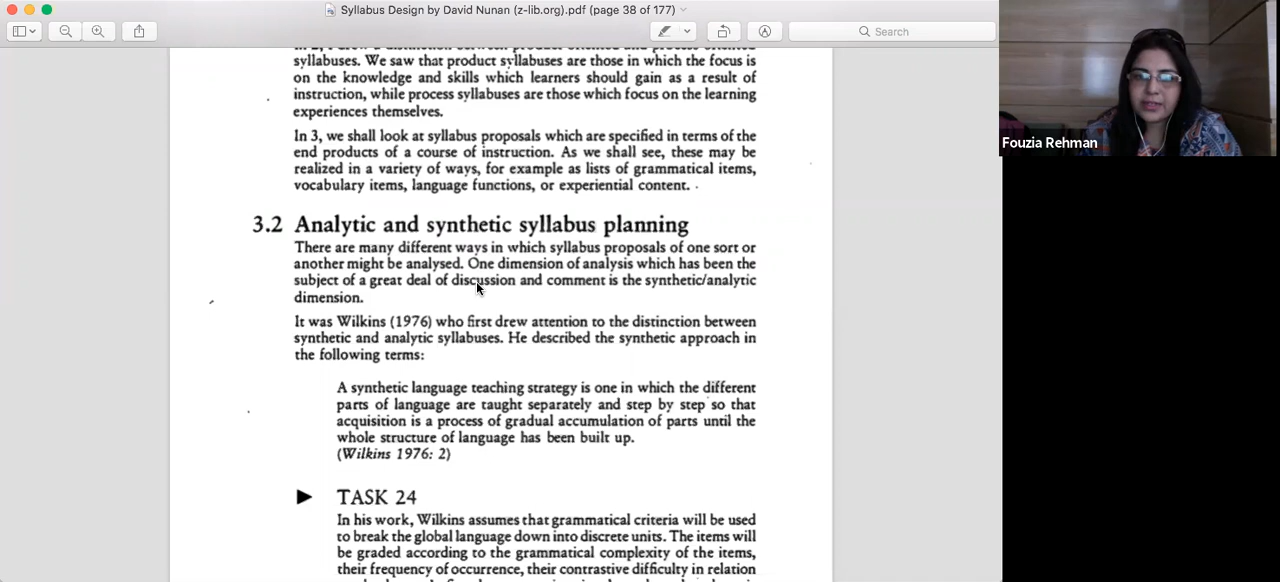 Syllabus Design by David Nunan (z-lib.org).pdf (page 38 of 177)
Search
syllabuses. We saw that product syllabuses are those in which the focus is
on the knowledge and skills which learners should gain as a result of
instruction, while process syllabuses are those which focus on the learning
experiences themselves.
In 3, we shall look at syllabus proposals which are specified in terms of the
end products of a course of instruction. As we shall see, these may be
realized in a variety of ways, for example as lists of grammatical items,
vocabulary items, language functions, or experiential content.
3.2 Analytic and synthetic syllabus planning
There are many different ways in which syllabus proposals of one sort or
another might be analysed. One dimension of analysis which has been the
subject of a great deal of discussion and comment is the synthetic/analytic
dimension.
It was Wilkins (1976) who first drew attention to the distinction between
synthetic and analytic syllabuses. He described the synthetic approach in
the following terms:
A synthetic language teaching strategy is one in which the different
parts of language are taught separately and step by step so that
acquisition is a process of gradual accumulation of parts until the
whole structure of language has been built up.
(Wilkins 1976: 2)
TASK 24
In his work, Wilkins assumes that grammatical criteria will be used
to break the global language down into discrete units. The items will
be graded according to the grammatical complexity of the items,
their frequency of occurrence, their contrastive difficulty in relation
Fouzia Rehman